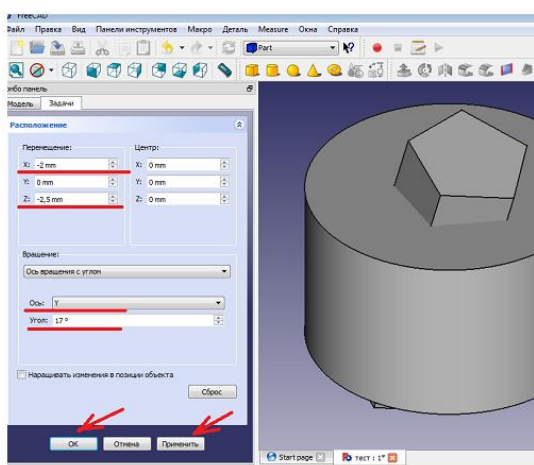 FreeCAD
Файл Правка Вид Панели инструментов Макро Деталь Measure Окна Справка
Part
Комбо панель
Модель Задачи
Расположение
Перемещение: Центр:
X: -2 mm X: 0 mm
Y: 0 mm Y: 0 mm
Z: -2,5 mm Z: 0 mm
Вращение:
Ось вращения с углом
Ось: Y
Угол: 17 °
Наращивать изменения в позиции объекта
Сброс
OK Отмена Применить
Start page тест : 1*